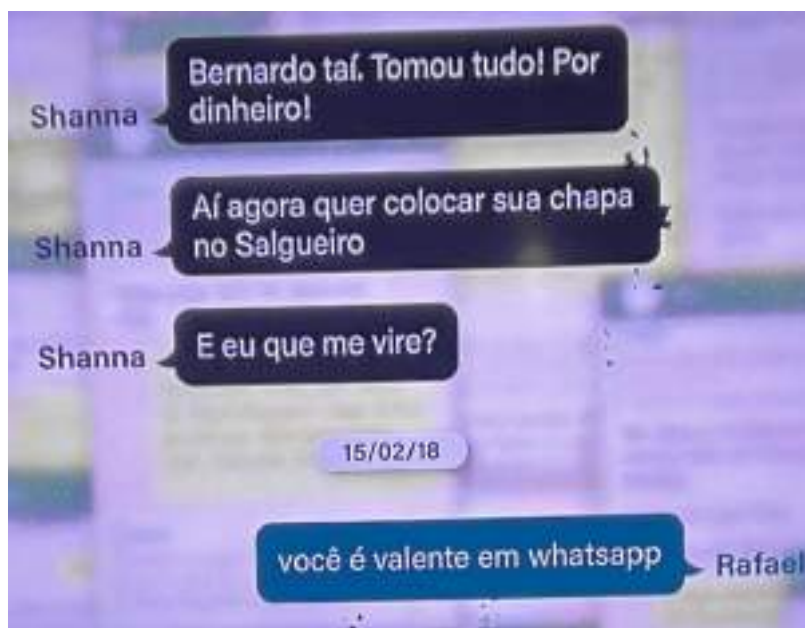 Bernardo taí. Tomou tudo! Por
Shanna
dinheiro!
Aí agora quer colocar sua chapa
Shanna
no Salgueiro
Shanna
E eu que me vire?
15/02/18
você é valente em whatsapp
Rafael